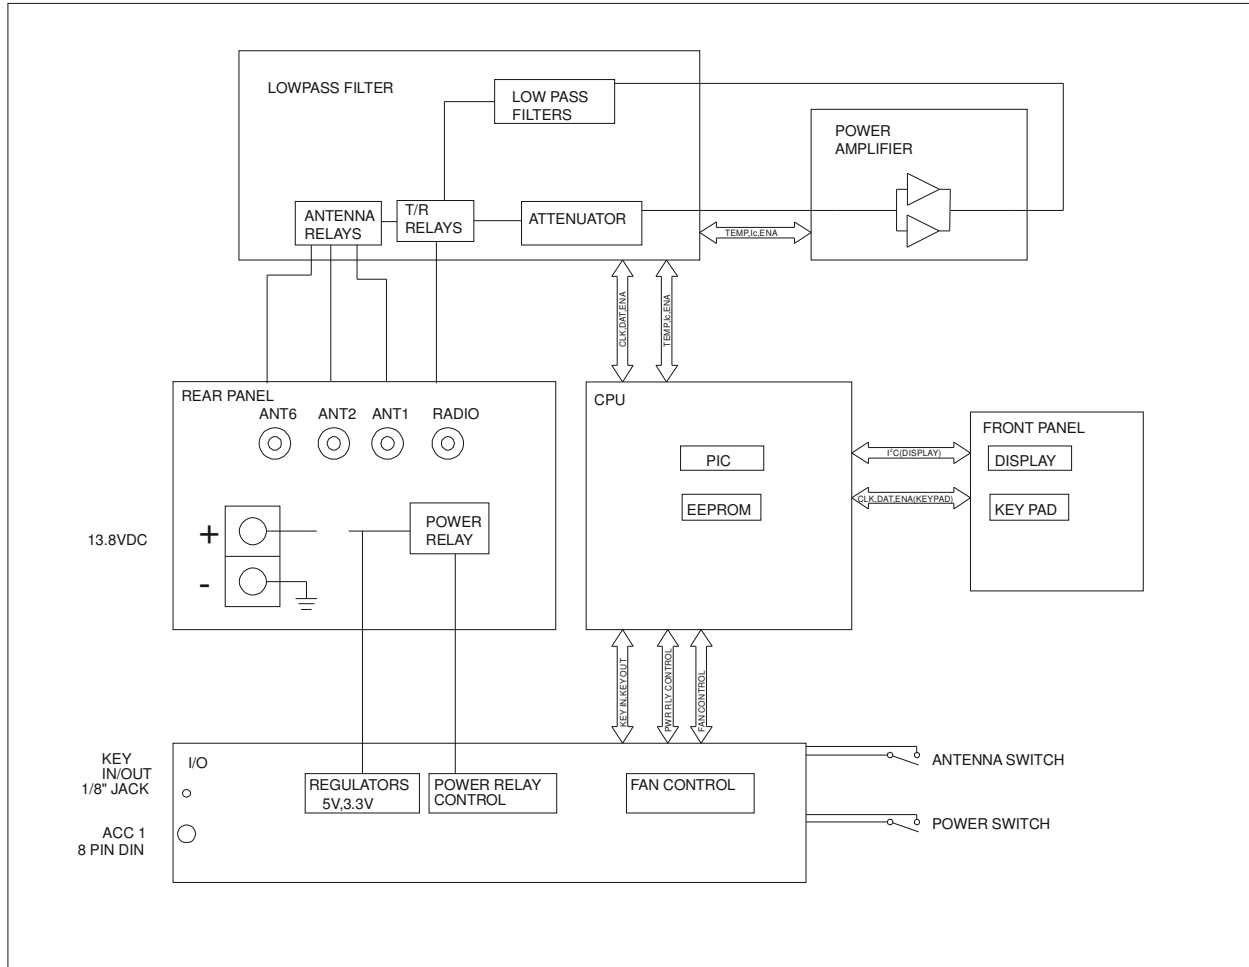 LOWPASS FILTER
LOW PASS
FILTERS
POWER
AMPLIFIER
ANTENNA
RELAYS
T/R
RELAYS
ATTENUATOR
TEMP,Ic,ENA
CLK,DAT,ENA
TEMP,Ic,ENA
REAR PANEL
ANT6
ANT2
ANT1
RADIO
CPU
PIC
EEPROM
FRONT PANEL
I²C(DISPLAY)
DISPLAY
CLK,DAT,ENA(KEYPAD)
KEY PAD
13.8VDC
+
-
POWER
RELAY
KEY IN,KEY OUT
PWR RLY CONTROL
FAN CONTROL
KEY
IN/OUT
1/8" JACK
I/O
ACC 1
8 PIN DIN
REGULATORS
5V,3.3V
POWER RELAY
CONTROL
FAN CONTROL
ANTENNA SWITCH
POWER SWITCH